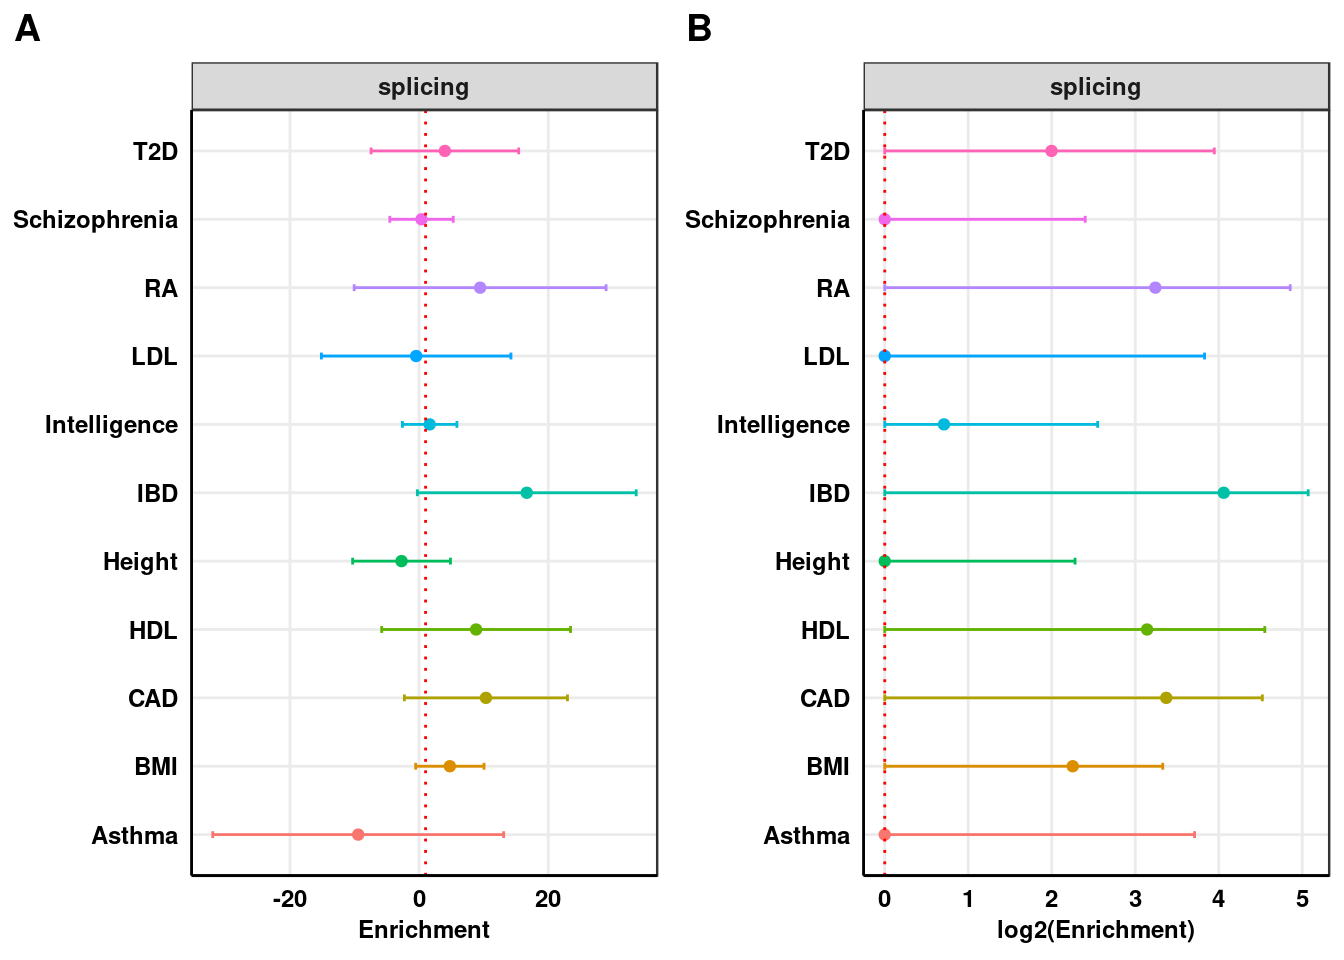 A
splicing
T2D
Schizophrenia
RA
LDL
Intelligence
IBD
Height
HDL
CAD
BMI
Asthma
-20 0 20
Enrichment
B
splicing
T2D
Schizophrenia
RA
LDL
Intelligence
IBD
Height
HDL
CAD
BMI
Asthma
0 1 2 3 4 5
log2(Enrichment)